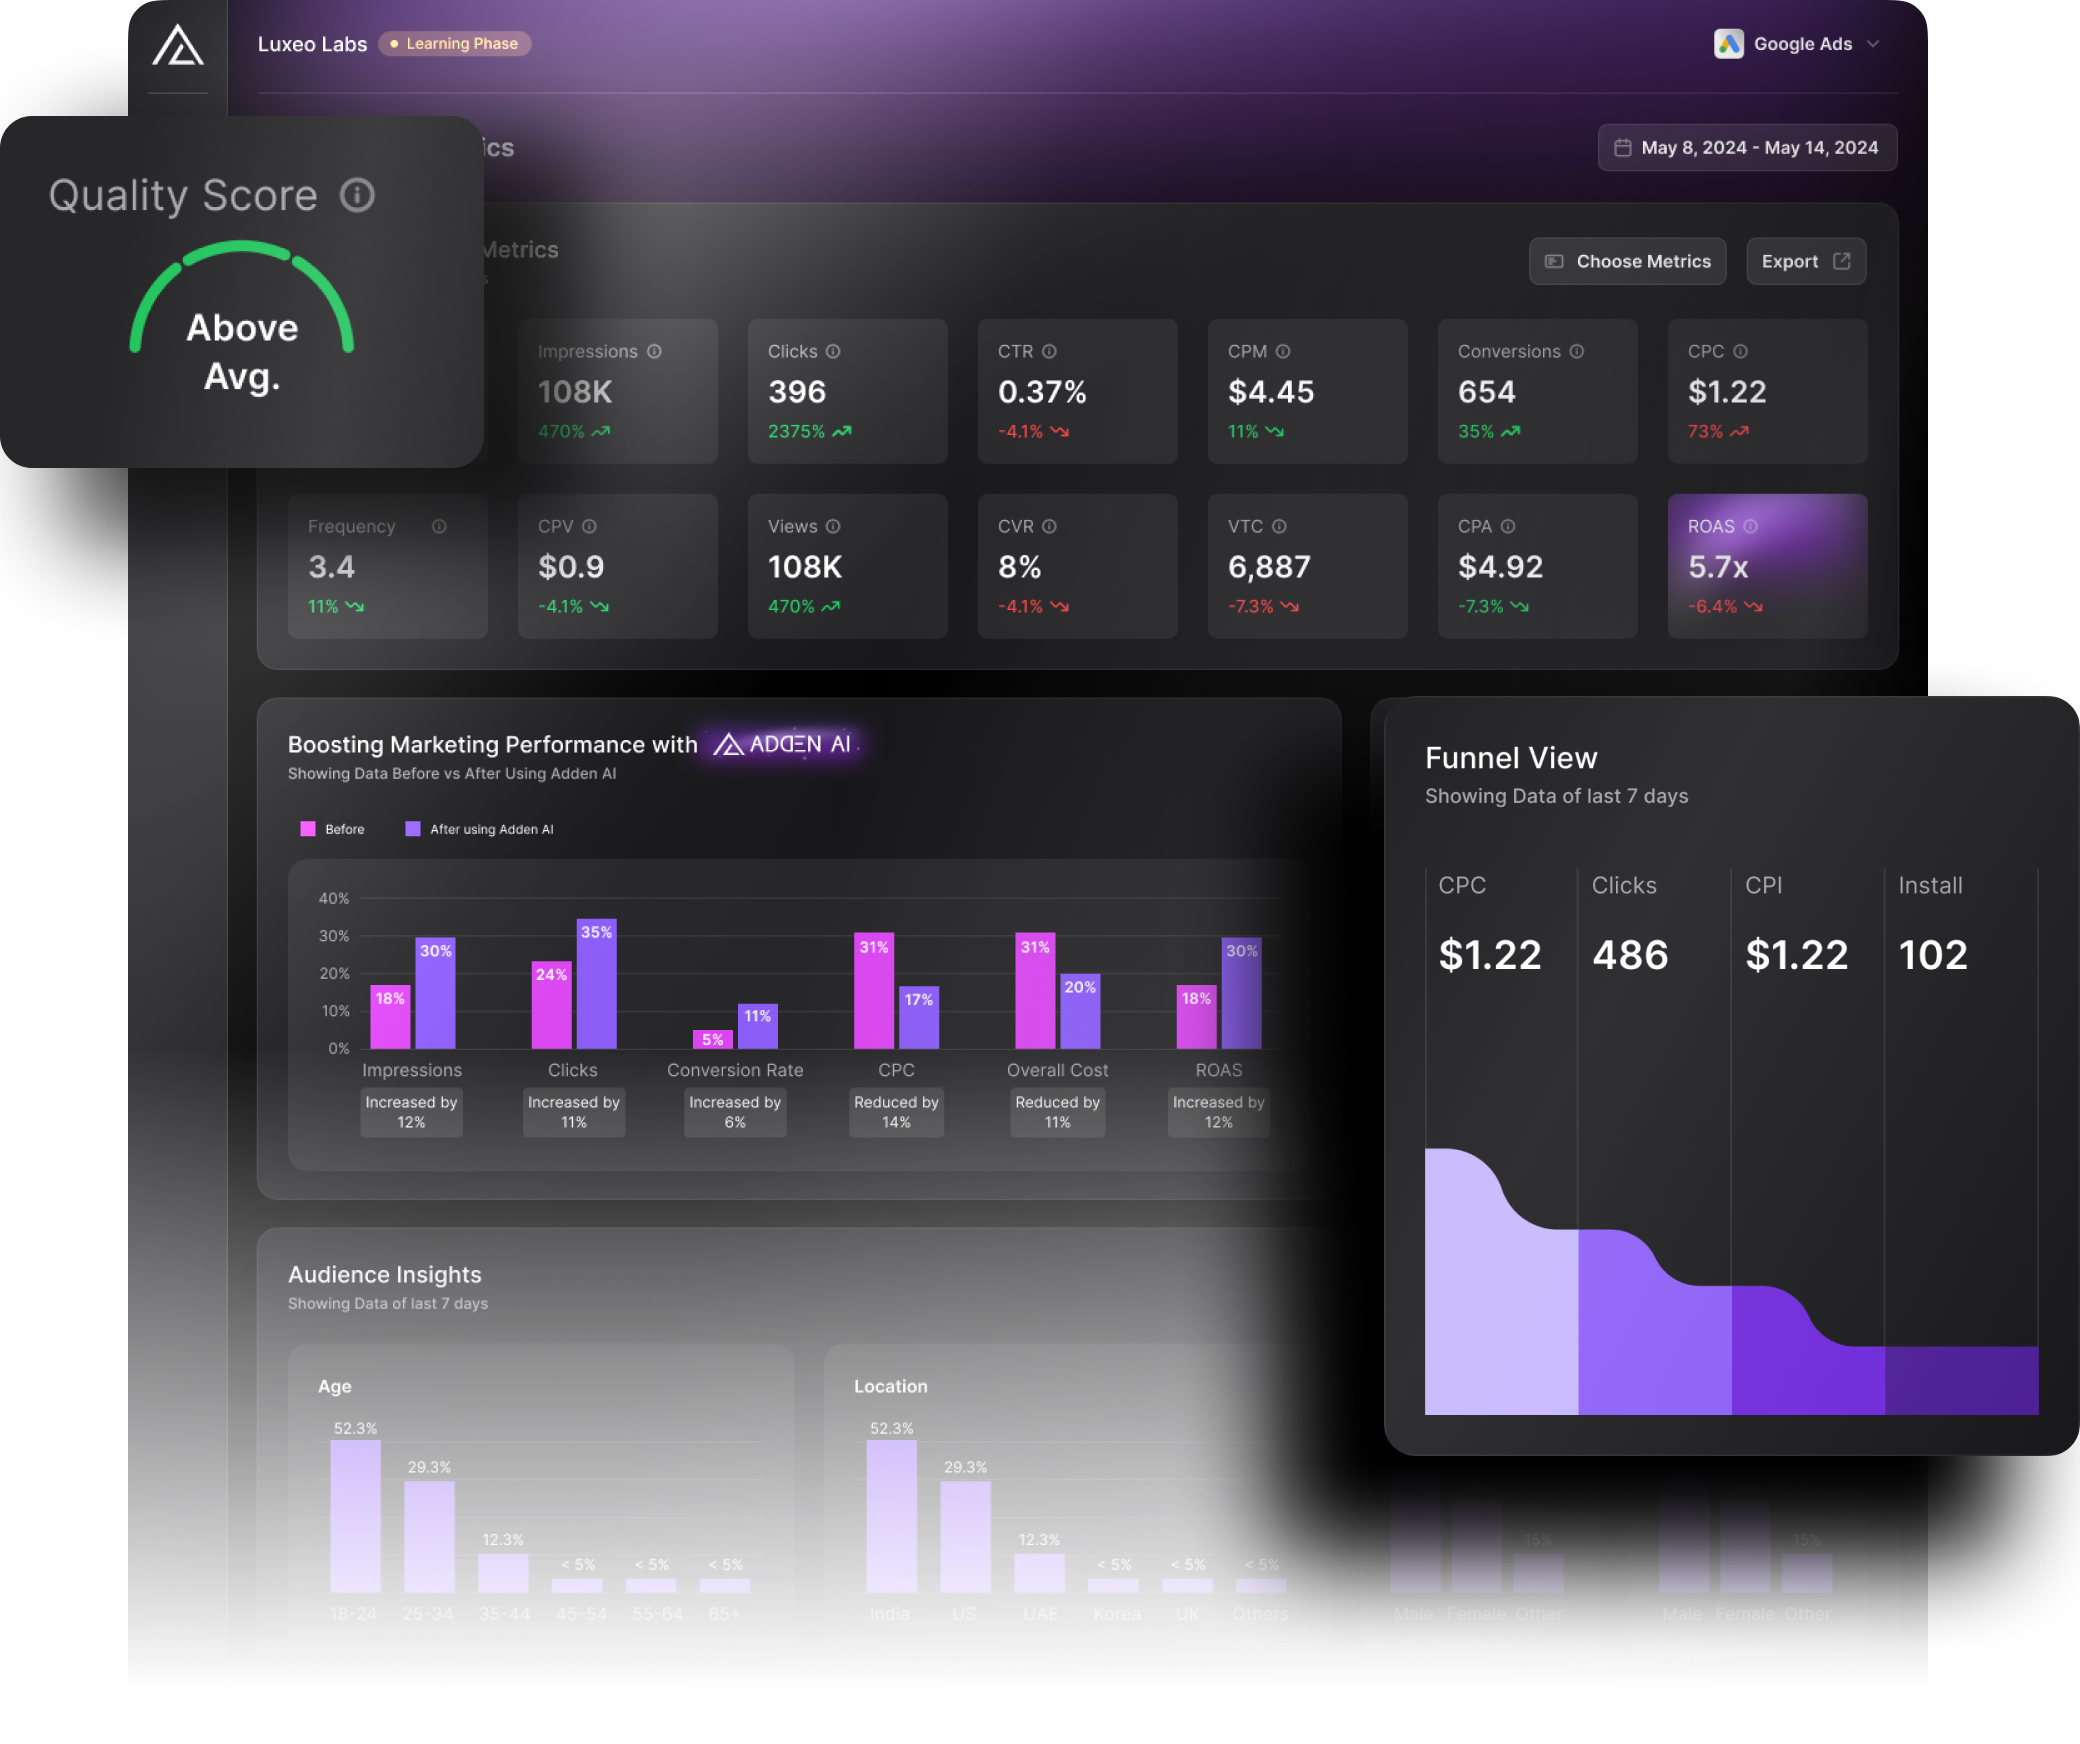 Luxeo Labs
Learning Phase
Google Ads
May 8, 2024 - May 14, 2024
Quality Score
Above
Avg.
Metrics
Choose Metrics
Export
Impressions
108K
470%
Clicks
396
2375%
CTR
0.37%
-4.1%
CPM
$4.45
11%
Conversions
654
35%
CPC
$1.22
73%
Frequency
3.4
11%
CPV
$0.9
-4.1%
Views
108K
470%
CVR
8%
-4.1%
VTC
6,887
-7.3%
CPA
$4.92
-7.3%
ROAS
5.7x
-6.4%
Boosting Marketing Performance with ADDEN AI
Showing Data Before vs After Using Adden AI
Before
After using Adden AI
40%
30%
20%
10%
0%
18%
30%
24%
35%
5%
11%
31%
17%
31%
20%
18%
30%
Impressions
Clicks
Conversion Rate
CPC
Overall Cost
ROAS
Increased by
12%
Increased by
11%
Increased by
6%
Reduced by
14%
Reduced by
11%
Increased by
12%
Funnel View
Showing Data of last 7 days
CPC
$1.22
Clicks
486
CPI
$1.22
Install
102
Audience Insights
Showing Data of last 7 days
Age
52.3%
29.3%
12.3%
< 5%
< 5%
< 5%
18-24
25-34
35-44
45-54
55-64
65+
Location
52.3%
29.3%
12.3%
< 5%
< 5%
< 5%
India
US
UAE
Korea
UK
Others
15%
Male
Female
Other
15%
Male
Female
Other